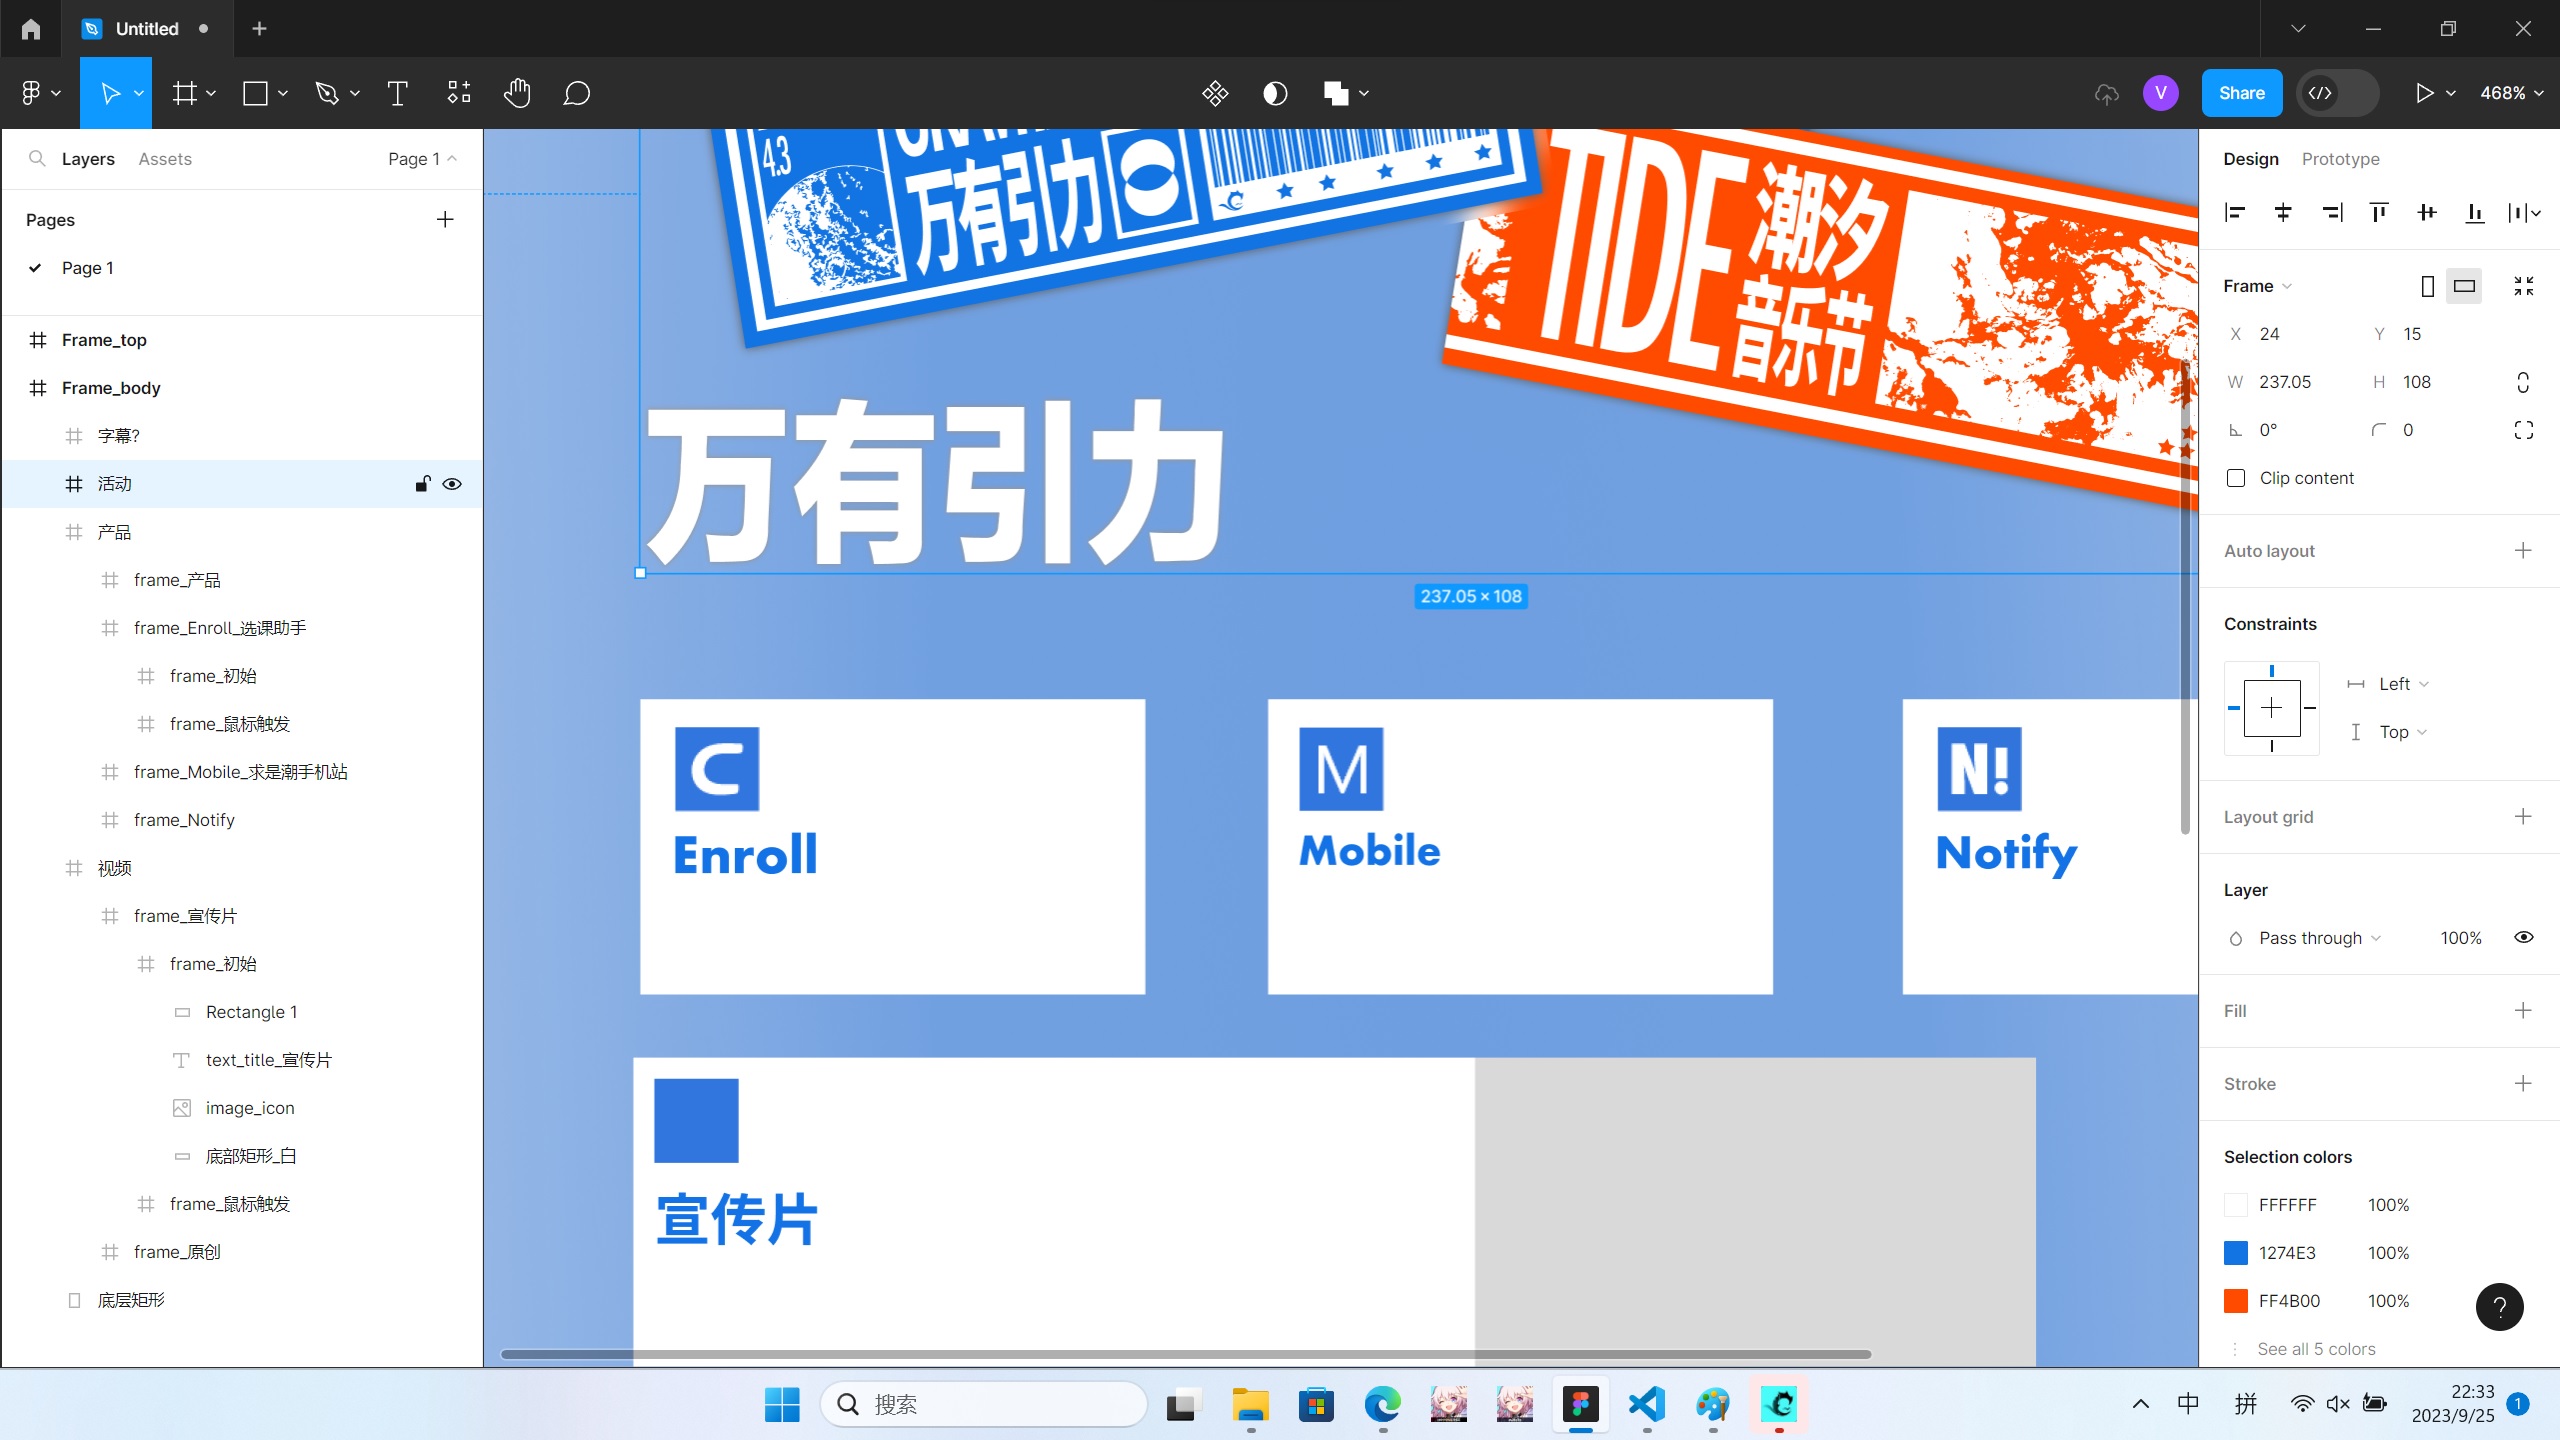 Untitled
V
Share
468%
Layers
Assets
Page 1
Pages
Page 1
Frame_top
Frame_body
字幕?
活动
产品
frame_产品
frame_Enroll_选课助手
frame_初始
frame_鼠标触发
frame_Mobile_求是潮手机站
frame_Notify
视频
frame_宣传片
frame_初始
Rectangle 1
text_title_宣传片
image_icon
底部矩形_白
frame_鼠标触发
frame_原创
底层矩形
4.3
万有引力
TIDE
潮汐
音乐节
万有引力
237.05 × 108
C
Enroll
M
Mobile
N!
Notify
宣传片
Design
Prototype
Frame
X 24
Y 15
W 237.05
H 108
0°
0
Clip content
Auto layout
Constraints
Left
Top
Layout grid
Layer
Pass through
100%
Fill
Stroke
Selection colors
FFFFFF 100%
1274E3 100%
FF4B00 100%
See all 5 colors
?
搜索
中
拼
22:33
2023/9/25
1